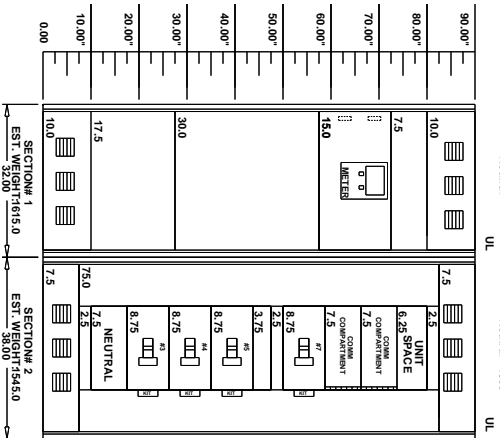 90.00"
80.00"
70.00"
60.00"
50.00"
40.00"
30.00"
20.00"
10.00"
0.00
UL
10.0
7.5
15.0
METER
30.0
17.5
10.0
SECTION# 1
EST. WEIGHT:1615.0
32.00
UL
7.5
2.5
6.25
UNIT
SPACE
7.5
COMM
COMPARTMENT
7.5
COMM
COMPARTMENT
8.75
#7
KIT
2.5
3.75
8.75
#5
KIT
8.75
#4
KIT
8.75
#3
KIT
7.5
NEUTRAL
2.5
75.0
7.5
SECTION# 2
EST. WEIGHT:1545.0
38.00